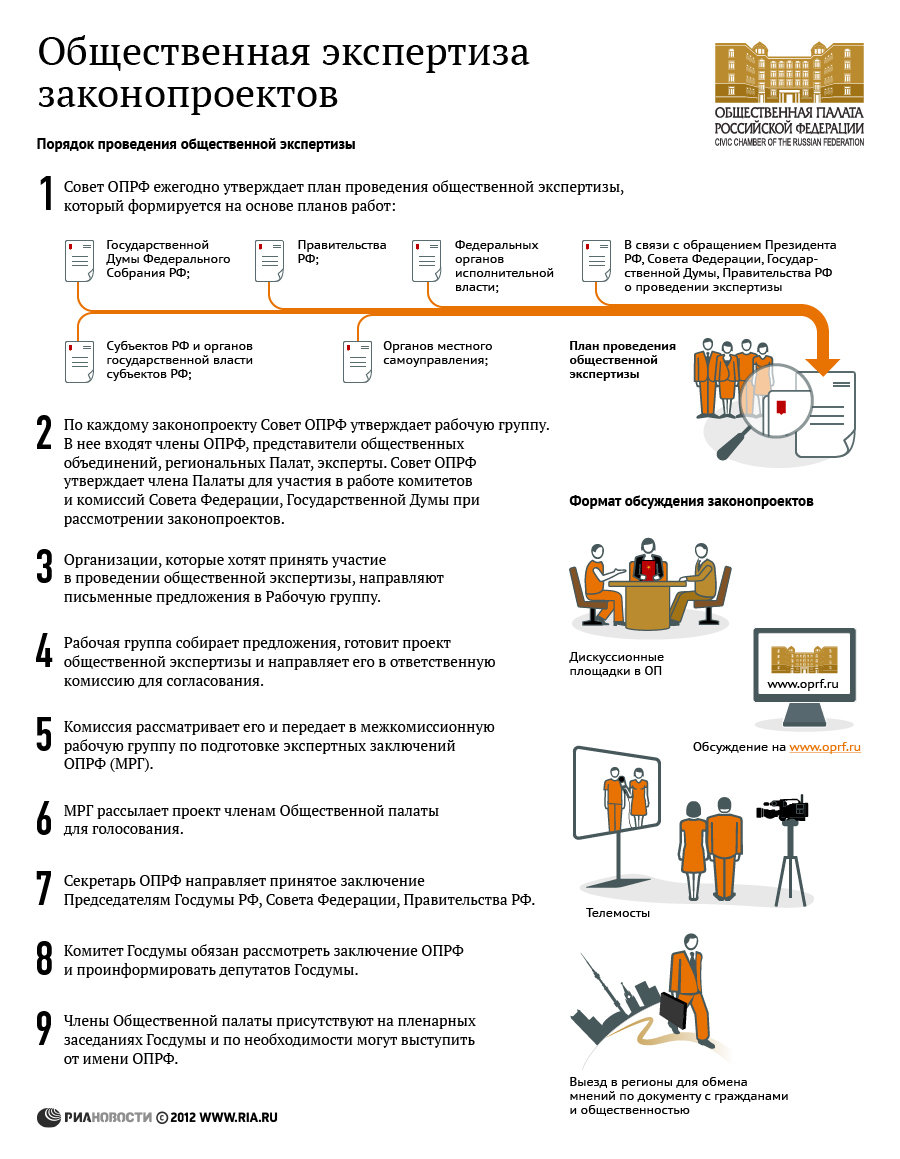 Общественная экспертиза
законопроектов
ОБЩЕСТВЕННАЯ ПАЛАТА
РОССИЙСКОЙ ФЕДЕРАЦИИ
CIVIC CHAMBER OF THE RUSSIAN FEDERATION
Порядок проведения общественной экспертизы
1 Совет ОПРФ ежегодно утверждает план проведения общественной экспертизы,
который формируется на основе планов работ:
Государственной
Думы Федерального
Собрания РФ;
Правительства
РФ;
Федеральных
органов
исполнительной
власти;
В связи с обращением Президента
РФ, Совета Федерации, Государ-
ственной Думы, Правительства РФ
о проведении экспертизы
Субъектов РФ и органов
государственной власти
субъектов РФ;
Органов местного
самоуправления;
План проведения
общественной
экспертизы
2 По каждому законопроекту Совет ОПРФ утверждает рабочую группу.
В нее входят члены ОПРФ, представители общественных
объединений, региональных Палат, эксперты. Совет ОПРФ
утверждает члена Палаты для участия в работе комитетов
и комиссий Совета Федерации, Государственной Думы при
рассмотрении законопроектов.
3 Организации, которые хотят принять участие
в проведении общественной экспертизы, направляют
письменные предложения в Рабочую группу.
4 Рабочая группа собирает предложения, готовит проект
общественной экспертизы и направляет его в ответственную
комиссию для согласования.
5 Комиссия рассматривает его и передает в межкомиссионную
рабочую группу по подготовке экспертных заключений
ОПРФ (МРГ).
6 МРГ рассылает проект членам Общественной палаты
для голосования.
7 Секретарь ОПРФ направляет принятое заключение
Председателям Госдумы РФ, Совета Федерации, Правительства РФ.
8 Комитет Госдумы обязан рассмотреть заключение ОПРФ
и проинформировать депутатов Госдумы.
9 Члены Общественной палаты присутствуют на пленарных
заседаниях Госдумы и по необходимости могут выступить
от имени ОПРФ.
Формат обсуждения законопроектов
Дискуссионные
площадки в ОП
www.oprf.ru
Обсуждение на www.oprf.ru
Телемосты
Выезд в регионы для обмена
мнений по документу с гражданами
и общественностью
РИАНОВОСТИ © 2012 WWW.RIA.RU